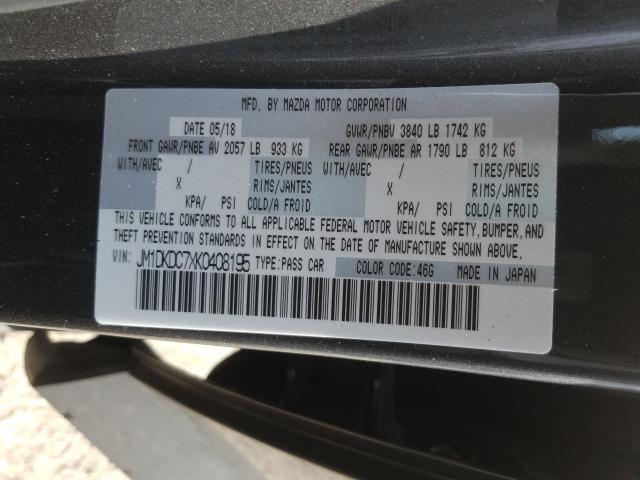 MFD. BY MAZDA MOTOR CORPORATION
DATE 05/18 GVWR/PNBV 3840 LB 1742 KG
FRONT GAWR/PNBE AV 2057 LB 933 KG REAR GAWR/PNBE AR 1790 LB 812 KG
WITH/AVEC / TIRES/PNEUS WITH/AVEC / TIRES/PNEUS
X RIMS/JANTES X RIMS/JANTES
KPA/ PSI COLD/A FROID KPA/ PSI COLD/A FROID
THIS VEHICLE CONFORMS TO ALL APPLICABLE FEDERAL MOTOR VEHICLE SAFETY, BUMPER, AND
THEFT PREVENTION STANDARDS IN EFFECT ON THE DATE OF MANUFACTURE SHOWN ABOVE.
VIN: JM1DKDC7XK0408195 TYPE:PASS CAR COLOR CODE:46G MADE IN JAPAN